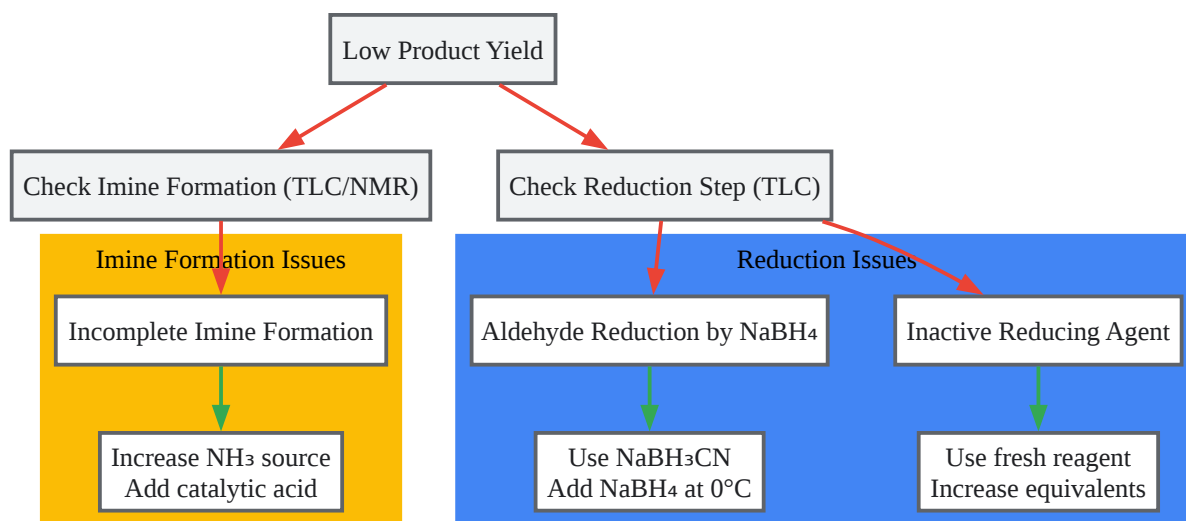 Low Product Yield
Check Imine Formation (TLC/NMR)
Check Reduction Step (TLC)
Imine Formation Issues
Reduction Issues
Incomplete Imine Formation
Aldehyde Reduction by NaBH₄
Inactive Reducing Agent
Increase NH₃ source
Add catalytic acid
Use NaBH₃CN
Add NaBH₄ at 0°C
Use fresh reagent
Increase equivalents